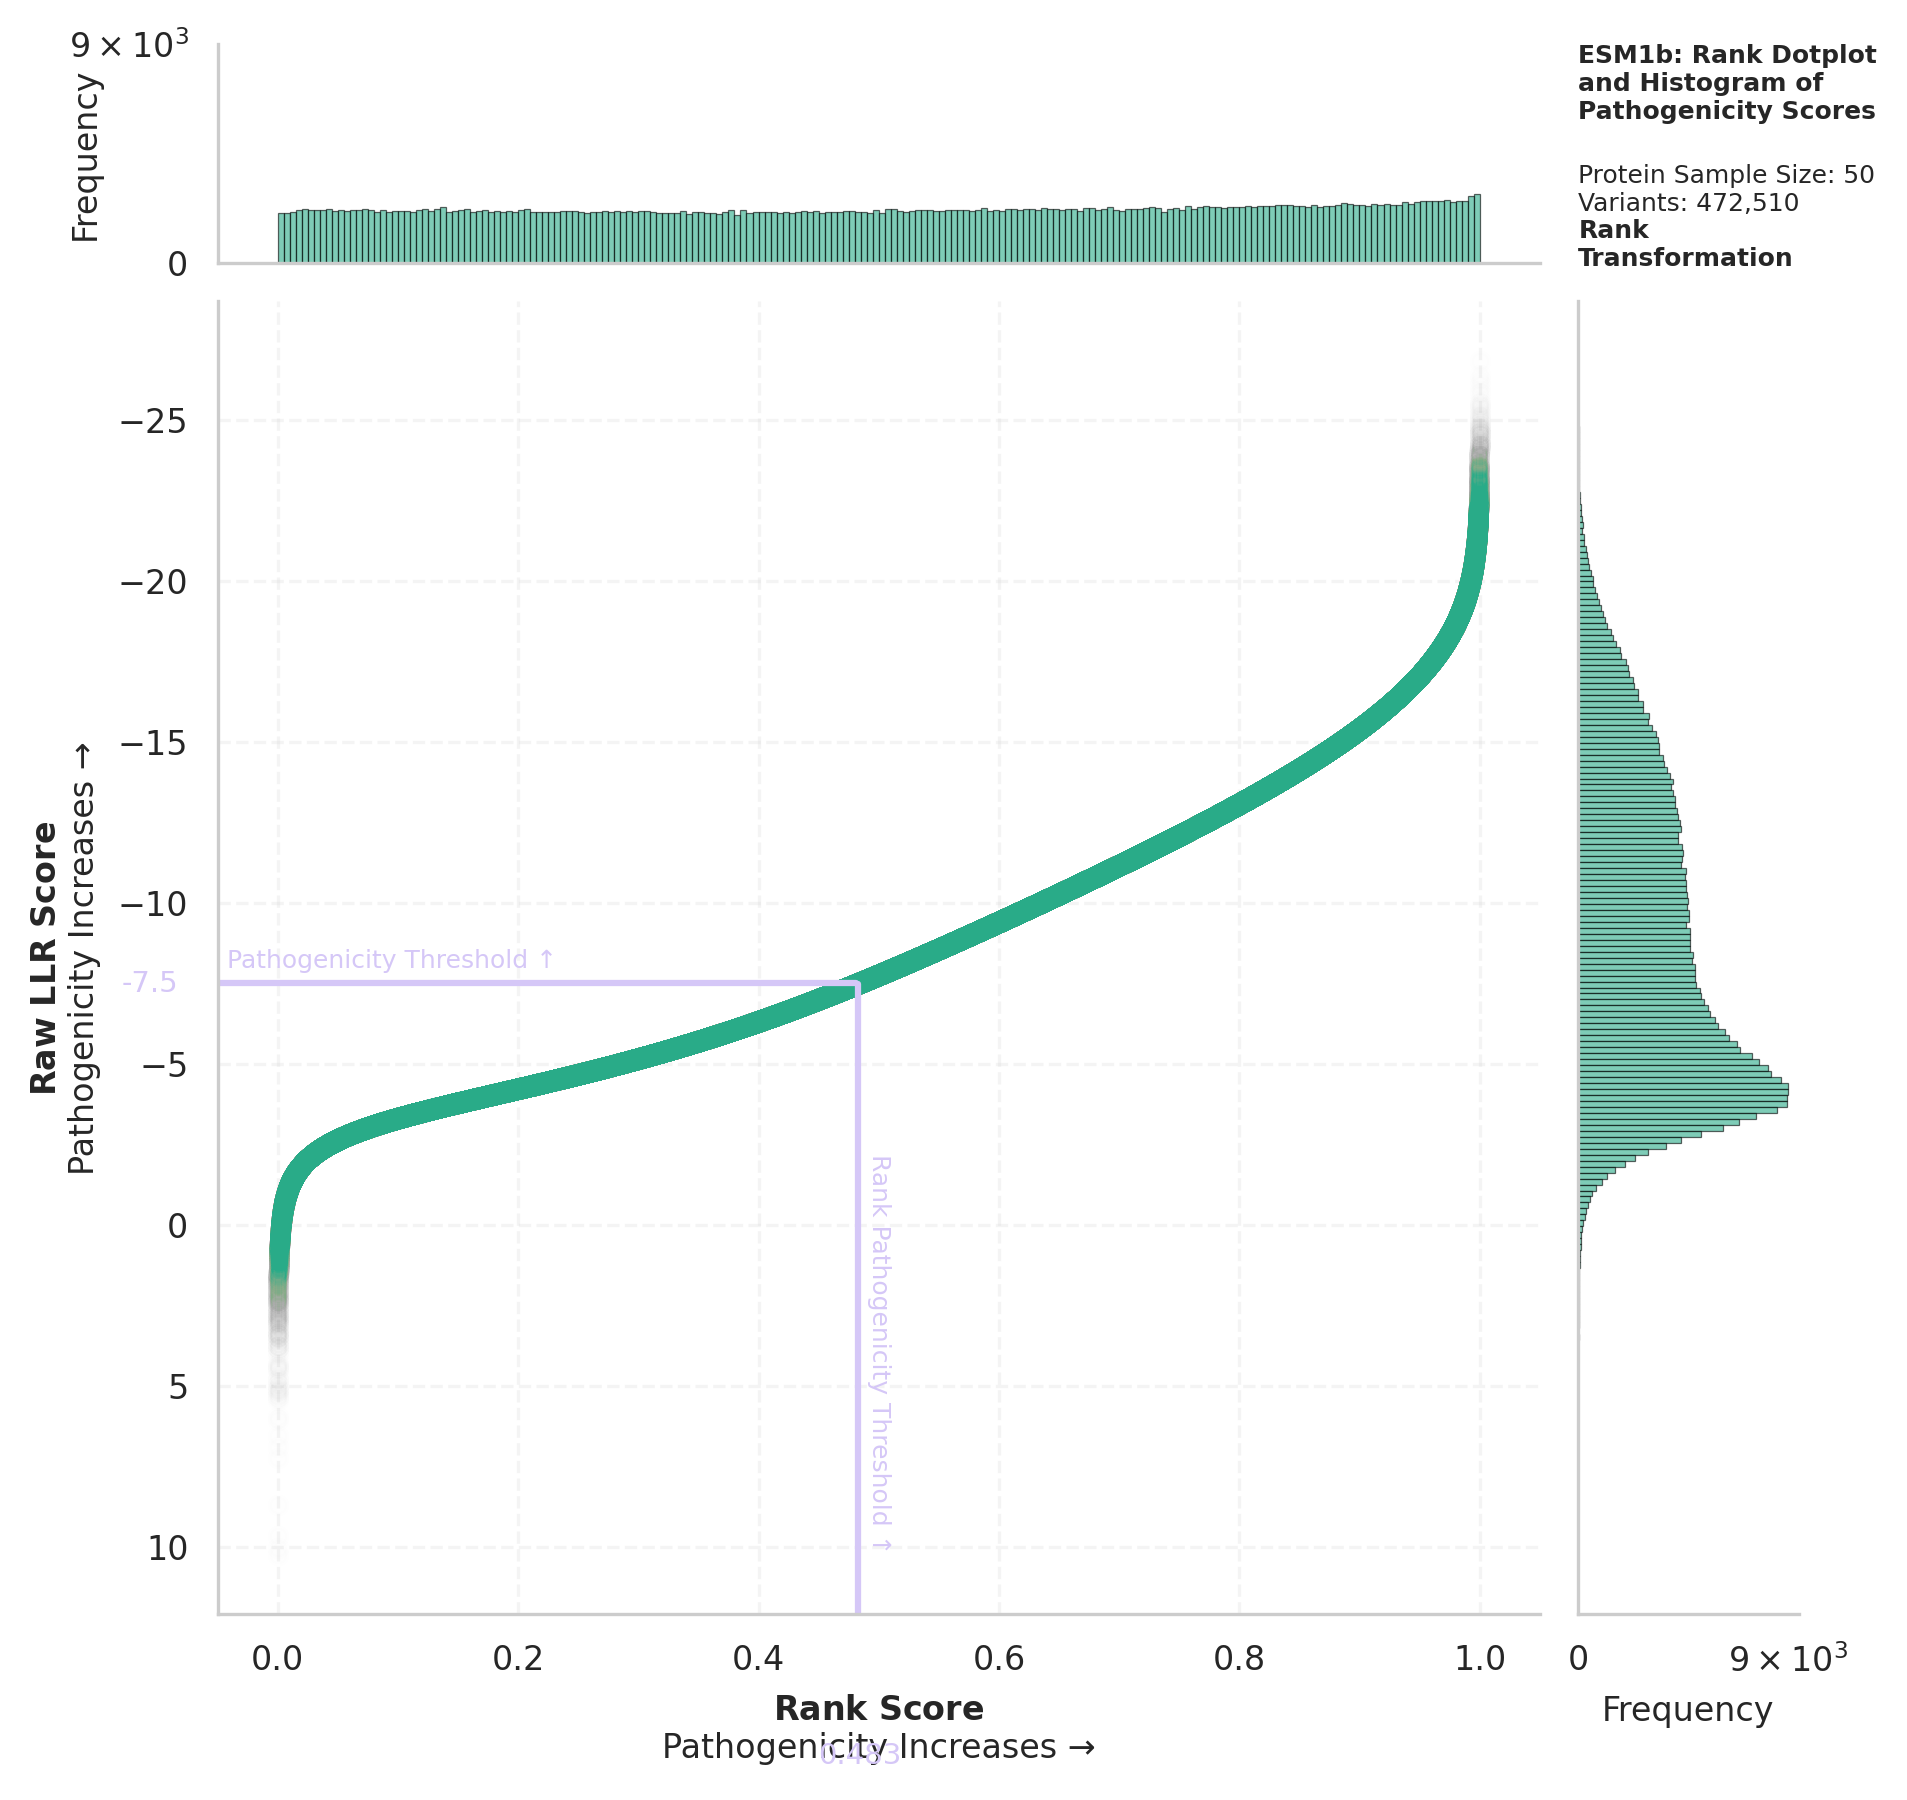 9 × 10³
Frequency
0
ESM1b: Rank Dotplot
and Histogram of
Pathogenicity Scores
Protein Sample Size: 50
Variants: 472,510
Rank
Transformation
Raw LLR Score
Pathogenicity Increases →
−25
−20
−15
−10
−5
0
5
10
Pathogenicity Threshold ↑
-7.5
Rank Pathogenicity Threshold ↑
0.0
0.2
0.4
0.6
0.8
1.0
Rank Score
Pathogenicity Increases →
0.483
0
9 × 10³
Frequency